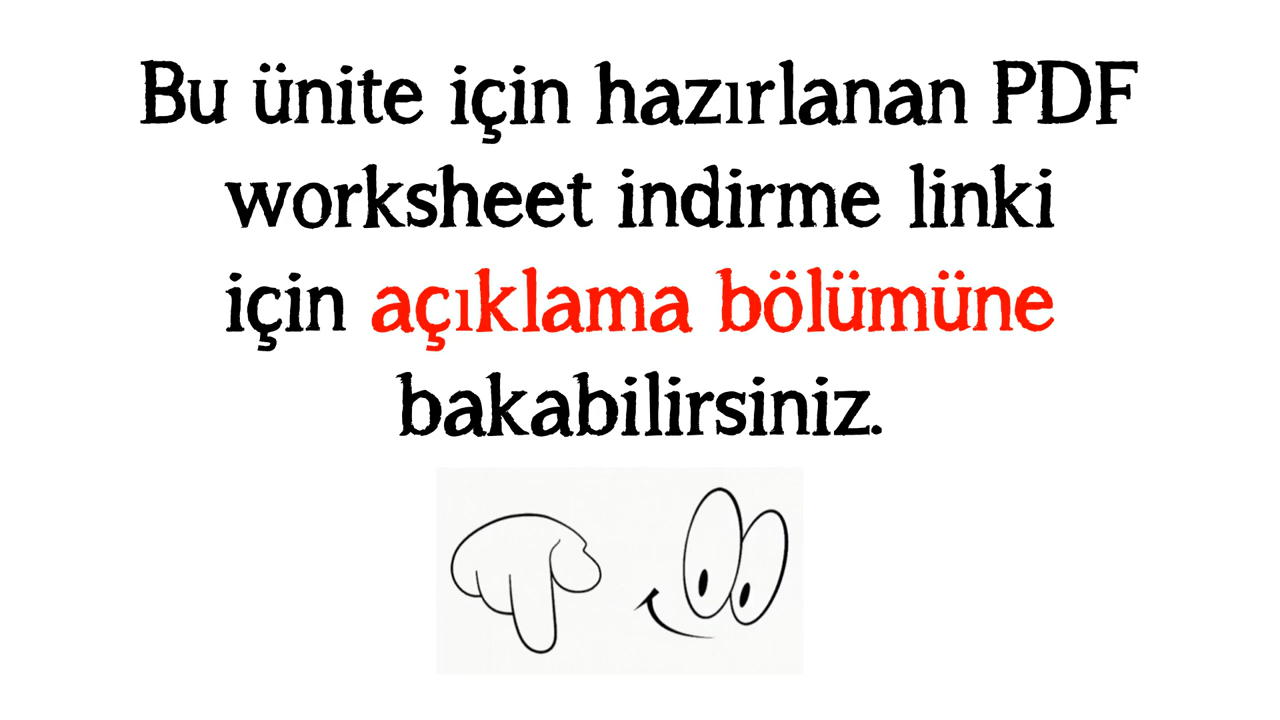 Bu ünite için hazırlanan PDF
worksheet indirme linki
için açıklama bölümüne
bakabilirsiniz.